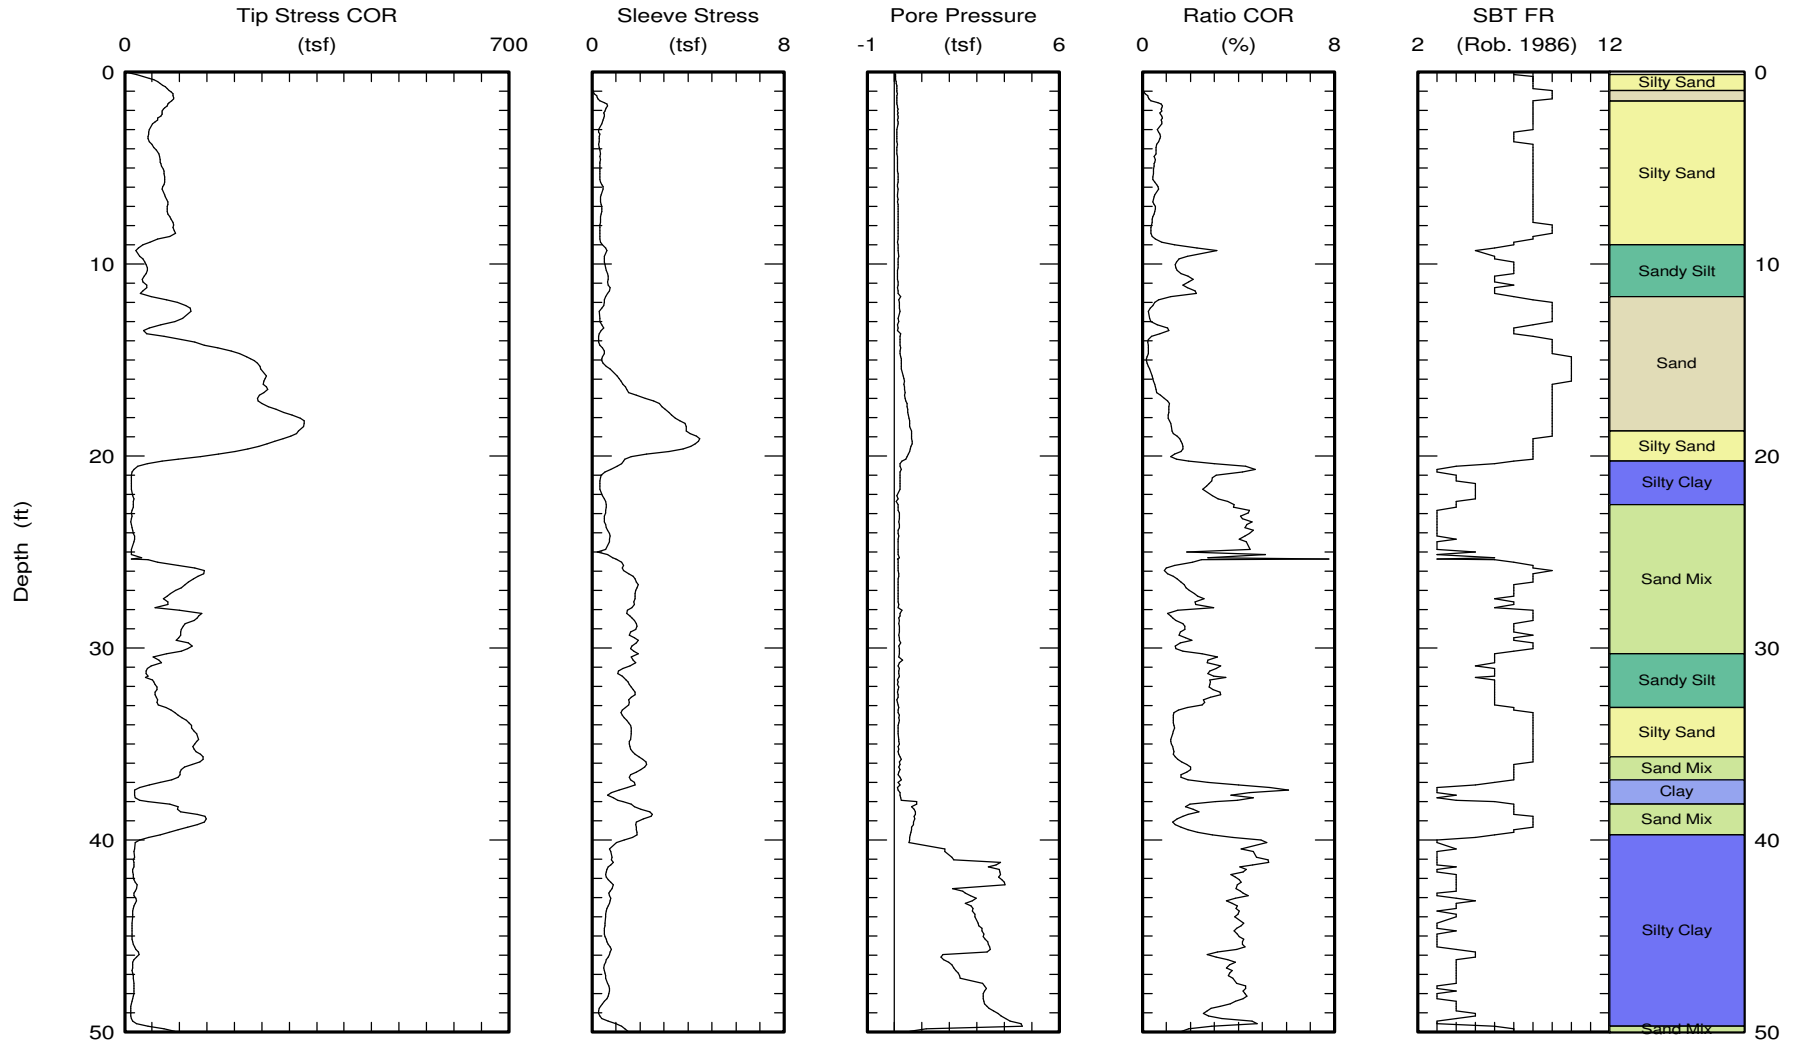 Tip Stress COR Sleeve Stress Pore Pressure Ratio COR SBT FR
0 (tsf) 700 0 (tsf) 8 -1 (tsf) 6 0 (%) 8 2 (Rob. 1986) 12
0 0
Silty Sand
Silty Sand
10 Sandy Silt 10
Sand
Silty Sand
20 20
Silty Clay
Depth (ft)
Sand Mix
30 30
Sandy Silt
Silty Sand
Sand Mix
Clay
Sand Mix
40 40
Silty Clay
Sand Mix
50 50